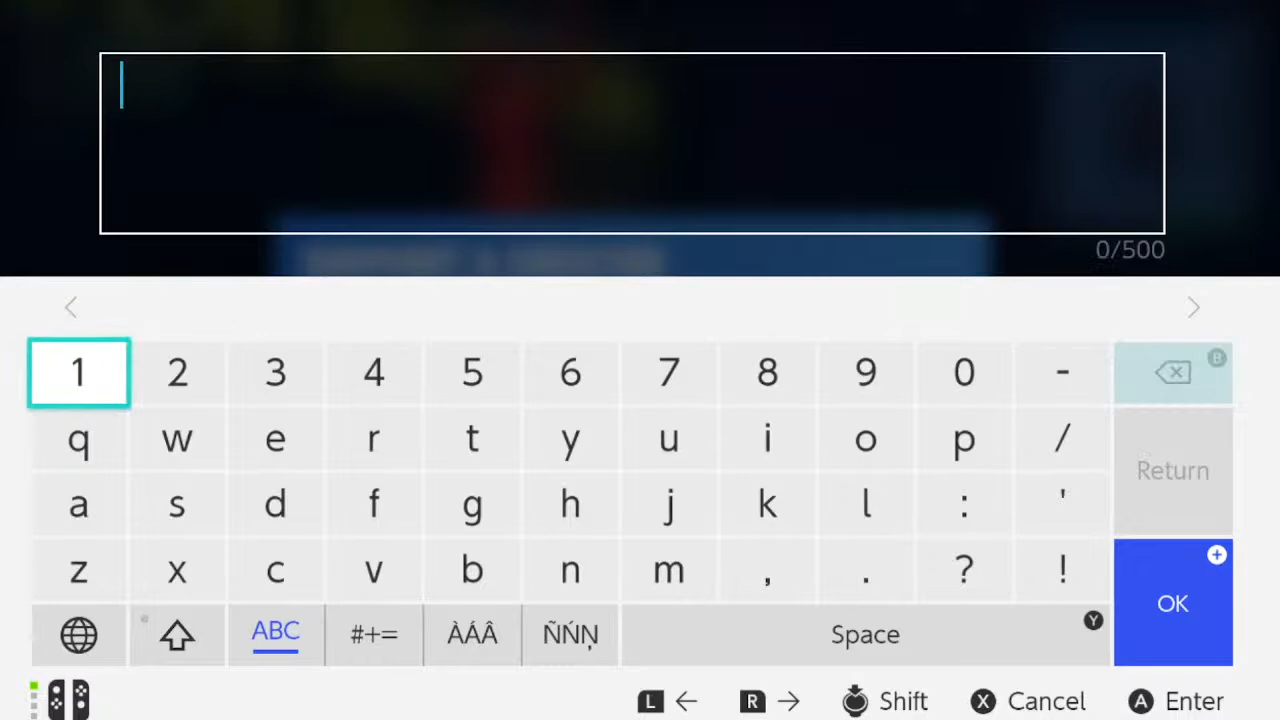 0/500
1 2 3 4 5 6 7 8 9 0 -
q w e r t y u i o p /
Return
a s d f g h j k l : '
z x c v b n m , . ? !
OK
ABC #+= ÀÁÂ ÑŃŅ Space
L ← R → Shift X Cancel A Enter
B
+
Y